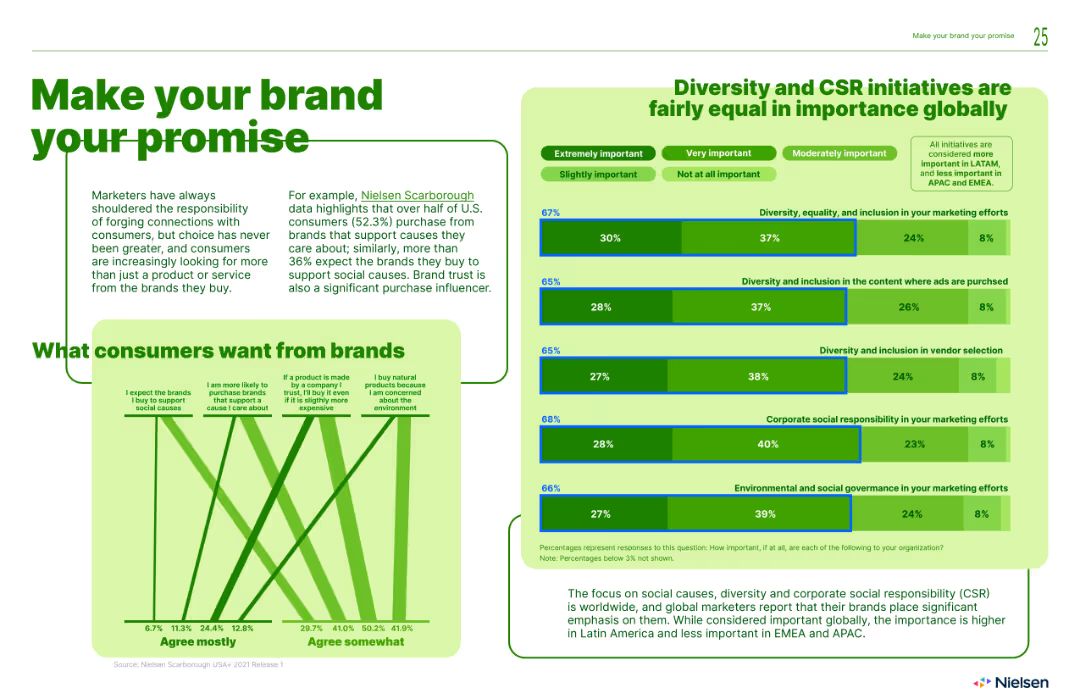 Make your brand your promise
25
Make your brand
your promise
Marketers have always
shouldered the responsibility
of forging connections with
consumers, but choice has never
been greater, and consumers
are increasingly looking for more
than just a product or service
from the brands they buy.
For example, Nielsen Scarborough
data highlights that over half of U.S.
consumers (52.3%) purchase from
brands that support causes they
care about; similarly, more than
36% expect the brands they buy to
support social causes. Brand trust is
also a significant purchase influencer.
What consumers want from brands
I expect the brands
I buy to support
social causes
I am more likely to
purchase brands
that support a
cause I care about
If a product is made
by a company I
trust, I'll buy it even
if it is sligthly more
expensive
I buy natural
products because
I am concerned
about the
environment
6.7% 11.3% 24.4% 12.8%
29.7% 41.0% 50.2% 41.9%
Agree mostly
Agree somewhat
Source: Nielsen Scarborough USA+ 2021 Release 1
Diversity and CSR initiatives are
fairly equal in importance globally
Extremely important
Very important
Moderately important
Slightly important
Not at all important
All initiatives are
considered more
important in LATAM,
and less important in
APAC and EMEA.
67%
Diversity, equality, and inclusion in your marketing efforts
30% 37% 24% 8%
65%
Diversity and inclusion in the content where ads are purchsed
28% 37% 26% 8%
65%
Diversity and inclusion in vendor selection
27% 38% 24% 8%
68%
Corporate social responsibility in your marketing efforts
28% 40% 23% 8%
66%
Environmental and social governance in your marketing efforts
27% 39% 24% 8%
Percentages represent responses to this question: How important, if at all, are each of the following to your organization?
Note: Percentages below 3% not shown.
The focus on social causes, diversity and corporate social responsibility (CSR)
is worldwide, and global marketers report that their brands place significant
emphasis on them. While considered important globally, the importance is higher
in Latin America and less important in EMEA and APAC.
Nielsen